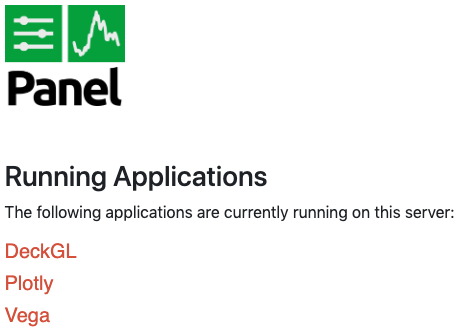 Panel
Running Applications
The following applications are currently running on this server:
DeckGL
Plotly
Vega